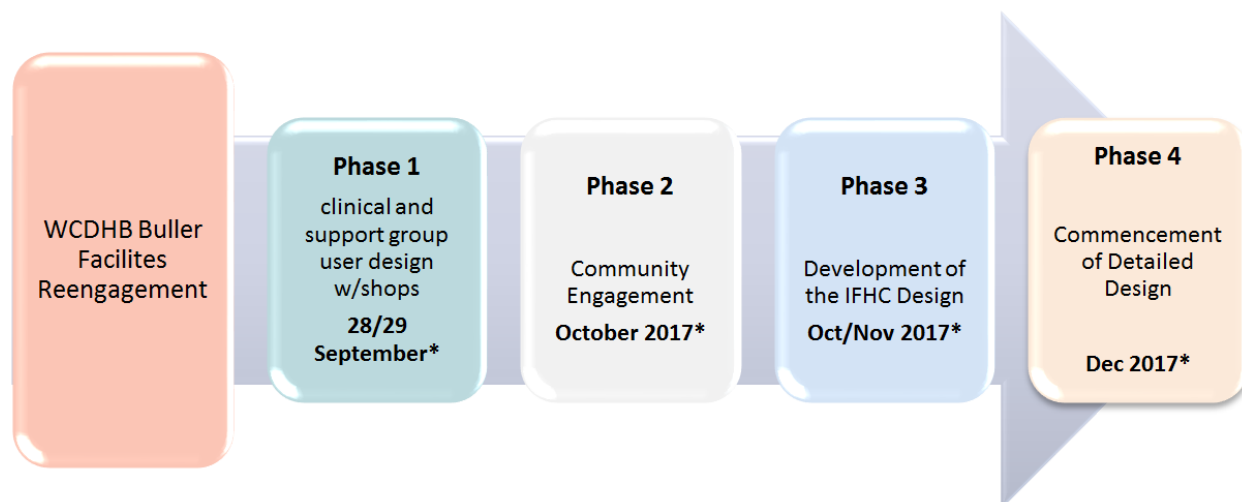 WCDHB Buller
Facilites
Reengagement
Phase 1
clinical and
support group
user design
w/shops
28/29
September*
Phase 2
Community
Engagement
October 2017*
Phase 3
Development of
the IFHC Design
Oct/Nov 2017*
Phase 4
Commencement
of Detailed
Design
Dec 2017*